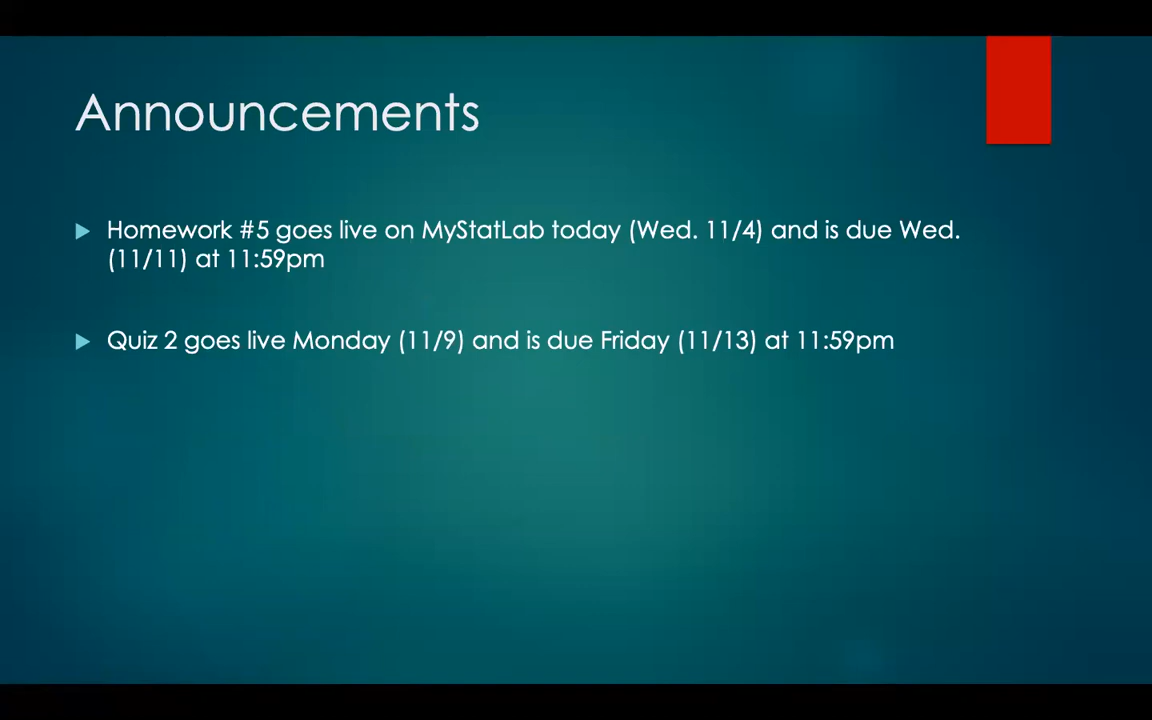 Announcements
Homework #5 goes live on MyStatLab today (Wed. 11/4) and is due Wed.
(11/11) at 11:59pm
Quiz 2 goes live Monday (11/9) and is due Friday (11/13) at 11:59pm